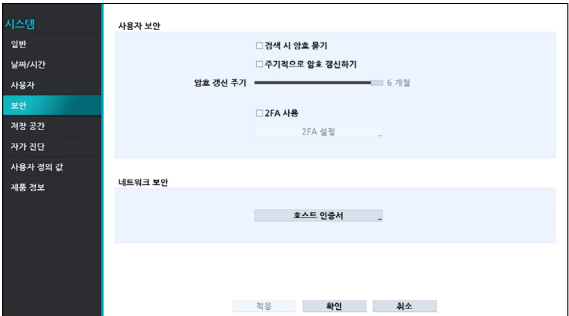 시스템
일반
날짜/시간
사용자
보안
저장 공간
자가 진단
사용자 정의 값
제품 정보
사용자 보안
검색 시 암호 묻기
주기적으로 암호 갱신하기
암호 갱신 주기 6 개월
2FA 사용
2FA 설정
네트워크 보안
호스트 인증서
적용 확인 취소